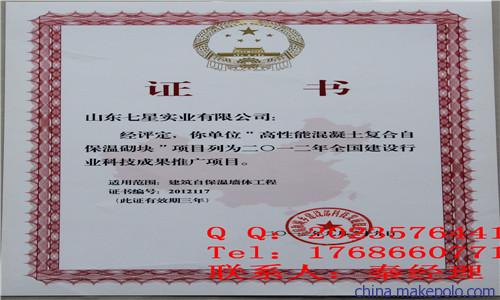 证 书
山东七星实业有限公司：
经评定，你单位“高性能混凝土复合自
保温砌块”项目列为二〇一二年全国建设行
业科技成果推广项目。
适用范围：建筑自保温墙体工程
证书编号：2012117
（此证有效期三年）
Tel: 1768660771
联系人：秦经理
china.makepolo.com